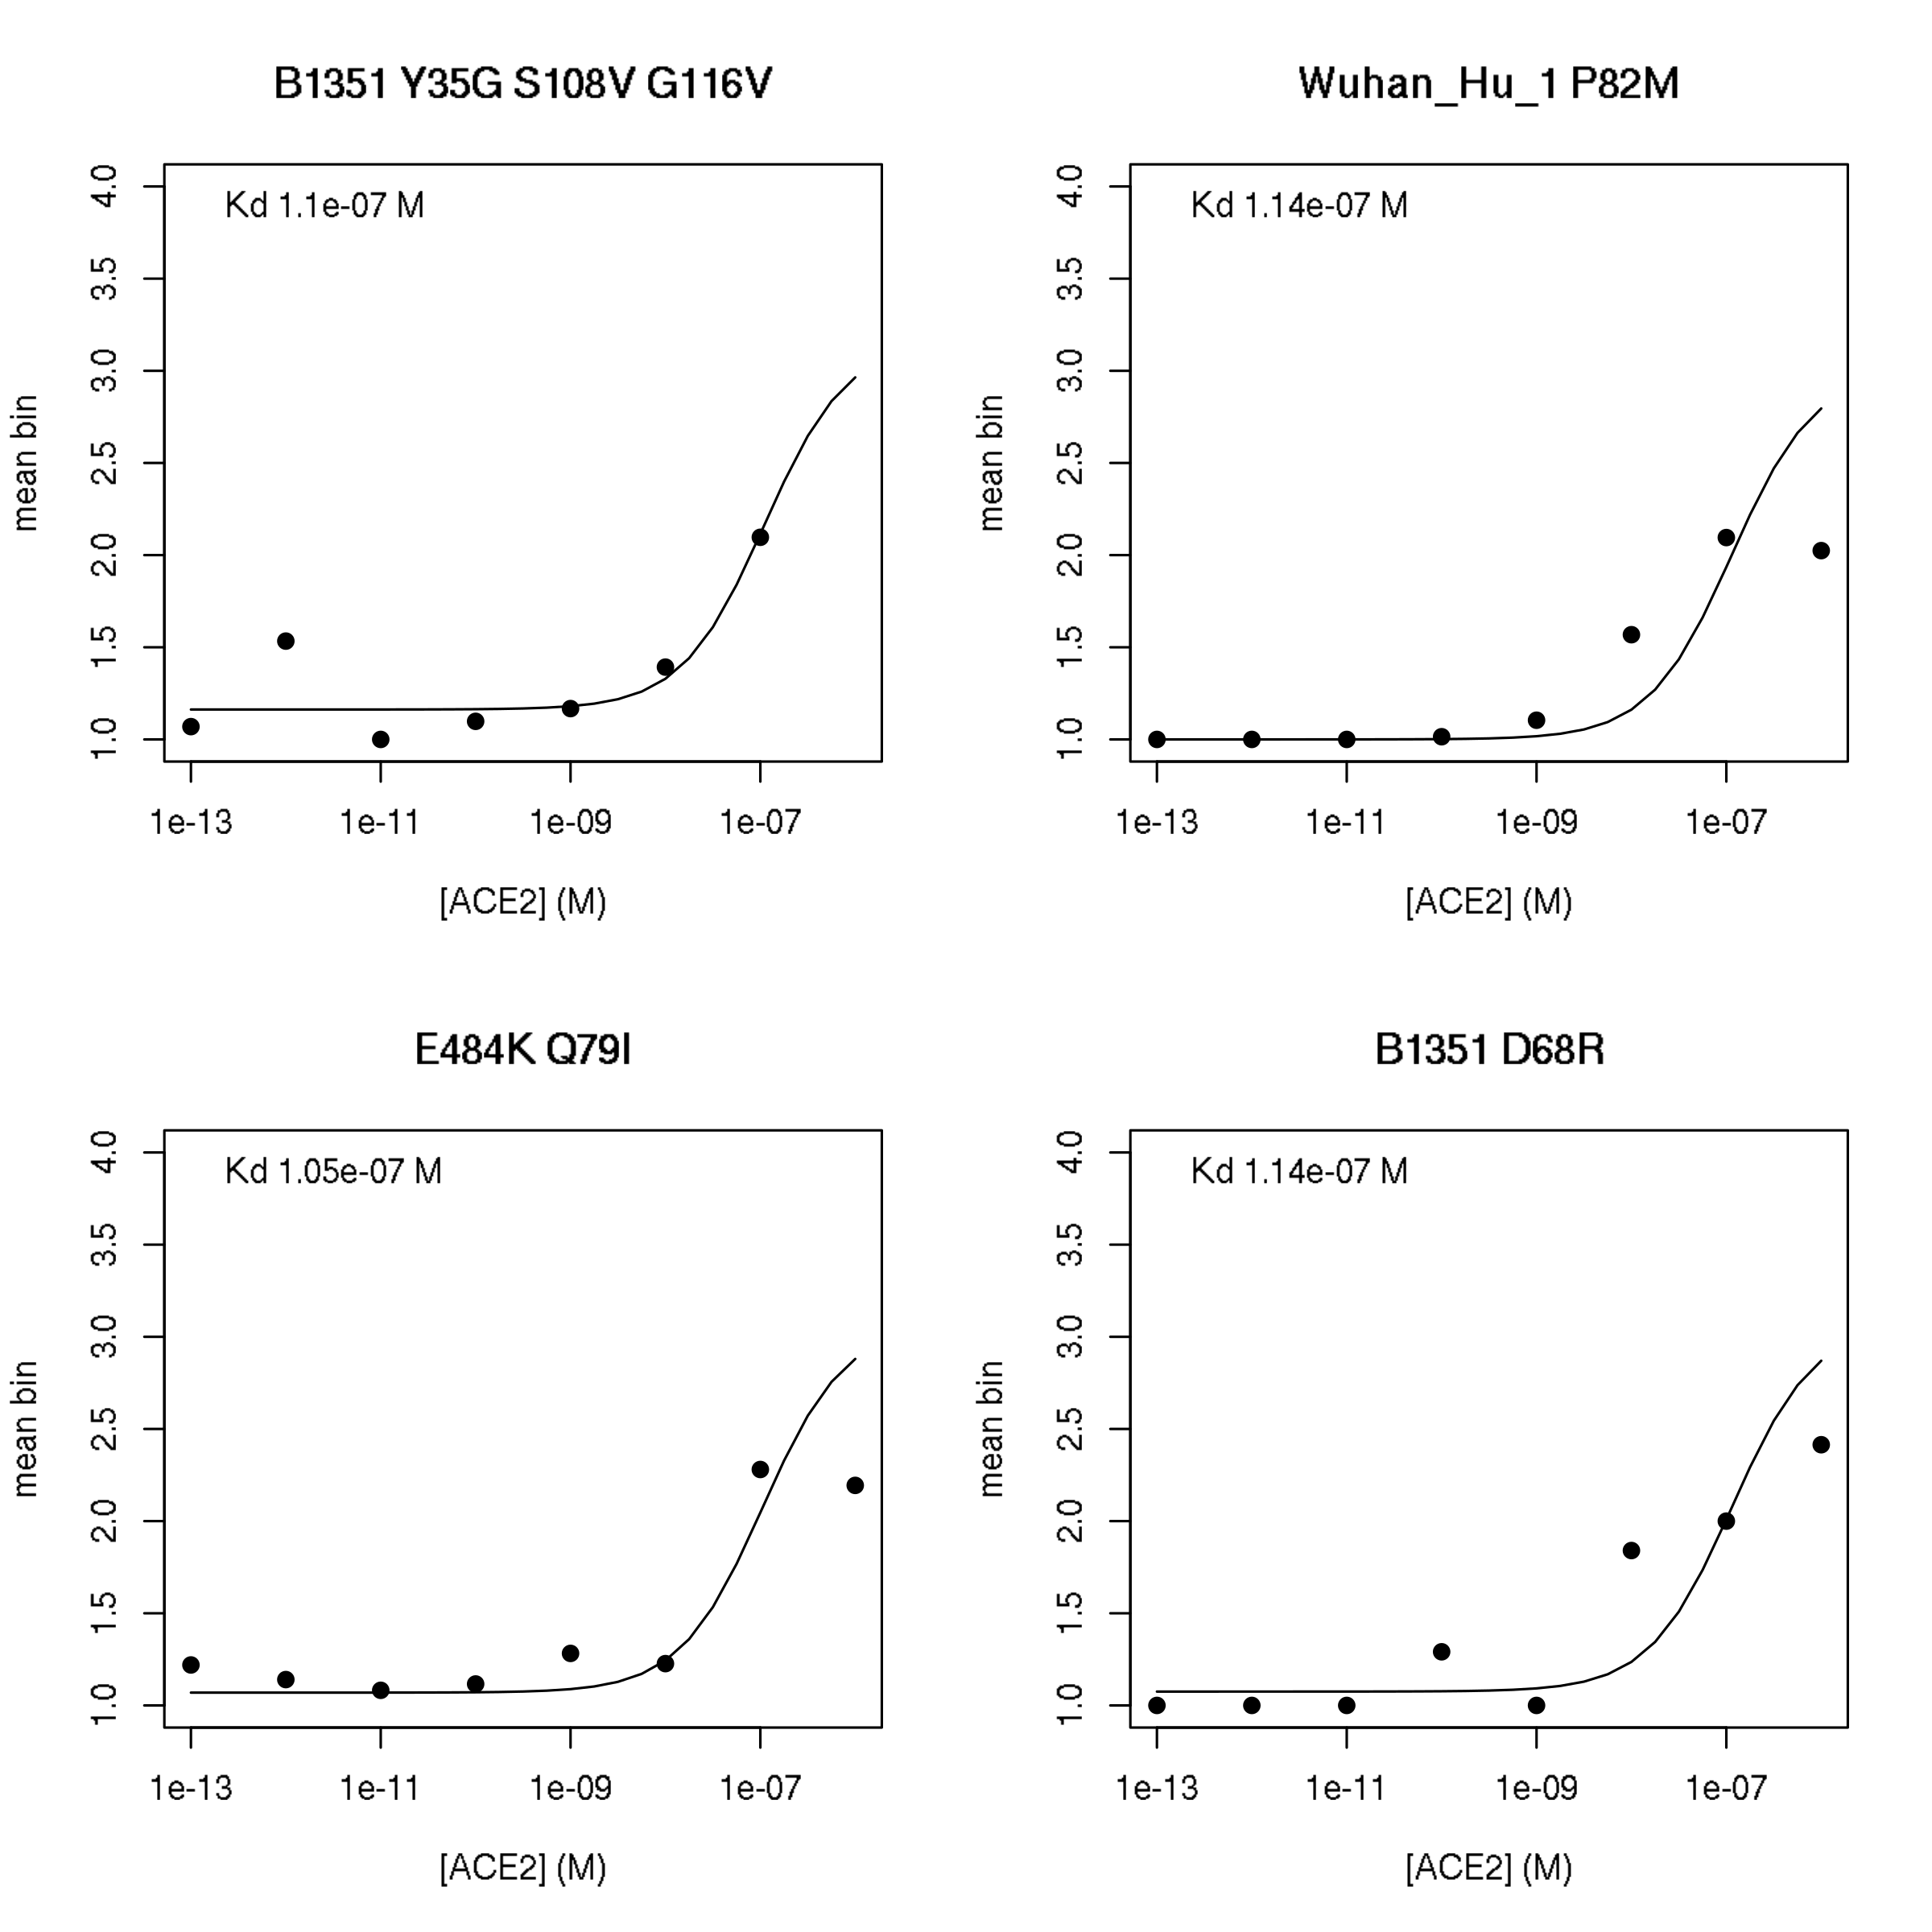 B1351 Y35G S108V G116V
Kd 1.1e-07 M
mean bin
4.0
3.5
3.0
2.5
2.0
1.5
1.0
1e-13 1e-11 1e-09 1e-07
[ACE2] (M)
Wuhan_Hu_1 P82M
Kd 1.14e-07 M
mean bin
4.0
3.5
3.0
2.5
2.0
1.5
1.0
1e-13 1e-11 1e-09 1e-07
[ACE2] (M)
E484K Q79I
Kd 1.05e-07 M
mean bin
4.0
3.5
3.0
2.5
2.0
1.5
1.0
1e-13 1e-11 1e-09 1e-07
[ACE2] (M)
B1351 D68R
Kd 1.14e-07 M
mean bin
4.0
3.5
3.0
2.5
2.0
1.5
1.0
1e-13 1e-11 1e-09 1e-07
[ACE2] (M)